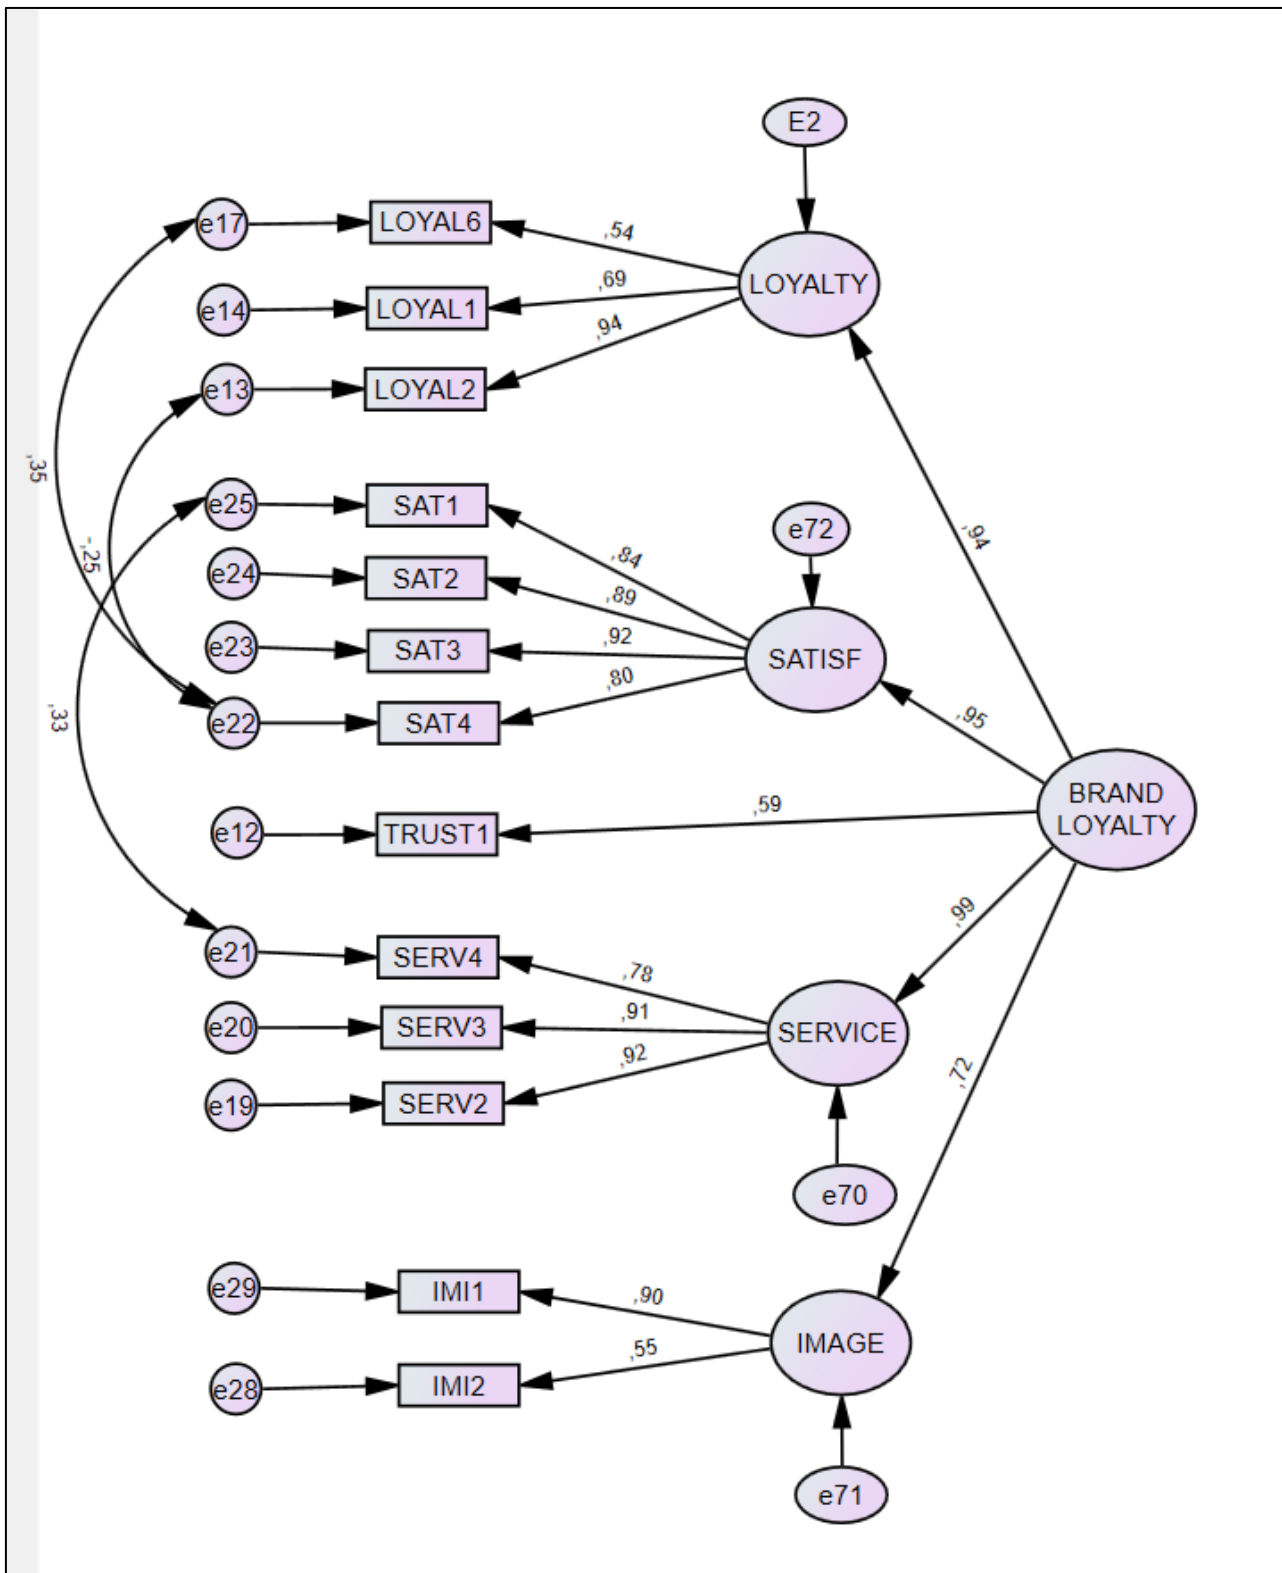 E2
e17
LOYAL6
,54
LOYALTY
e14
LOYAL1
,69
e13
LOYAL2
,94
,35
-,25
e25
SAT1
,84
e72
,94
e24
SAT2
,89
e23
SAT3
,92
SATISF
e22
SAT4
,80
,33
,95
BRAND
LOYALTY
e12
TRUST1
,59
e21
SERV4
,78
,99
e20
SERV3
,91
SERVICE
e19
SERV2
,92
,72
e70
e29
IMI1
,90
IMAGE
e28
IMI2
,55
e71